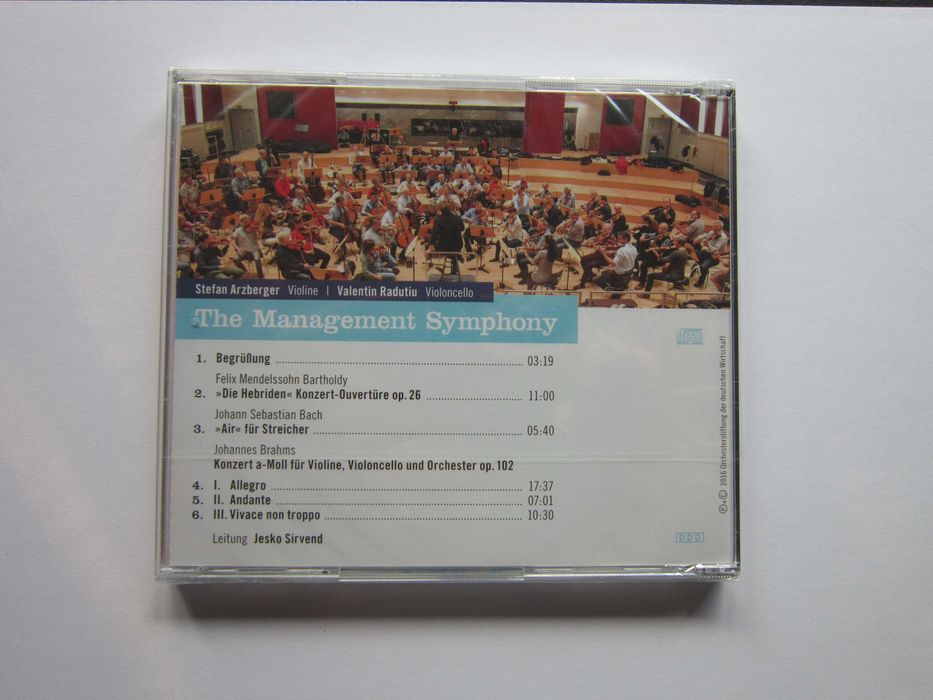 Stefan Arzberger Violine | Valentin Radutiu Violoncello
The Management Symphony
1. Begrüßung 03:19
Felix Mendelssohn Bartholdy
2. »Die Hebriden« Konzert-Ouvertüre op. 26 11:00
Johann Sebastian Bach
3. »Air« für Streicher 05:40
Johannes Brahms
Konzert a-Moll für Violine, Violoncello und Orchester op. 102
4. I. Allegro 17:37
5. II. Andante 07:01
6. III. Vivace non troppo 10:30
Leitung Jesko Sirvend
disc
DDD
℗+© 2016 Orchesterstiftung der deutschen Wirtschaft